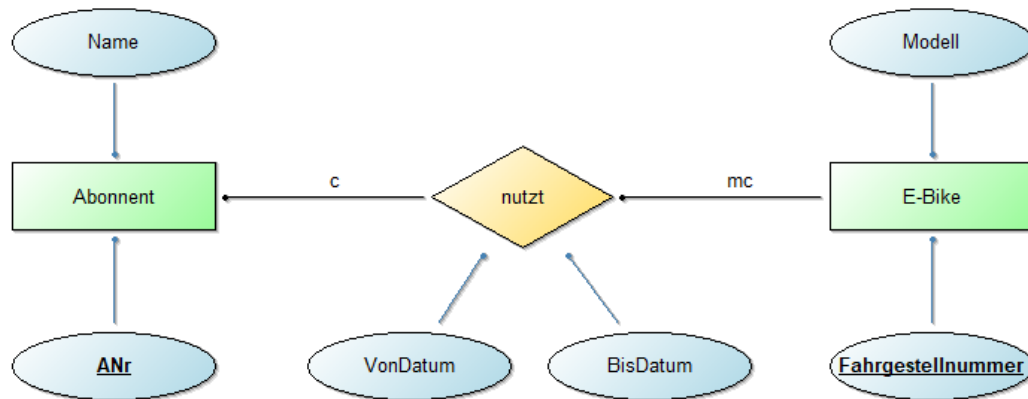 Name
Modell
Abonnent
c
nutzt
mc
E-Bike
ANr
VonDatum
BisDatum
Fahrgestellnummer